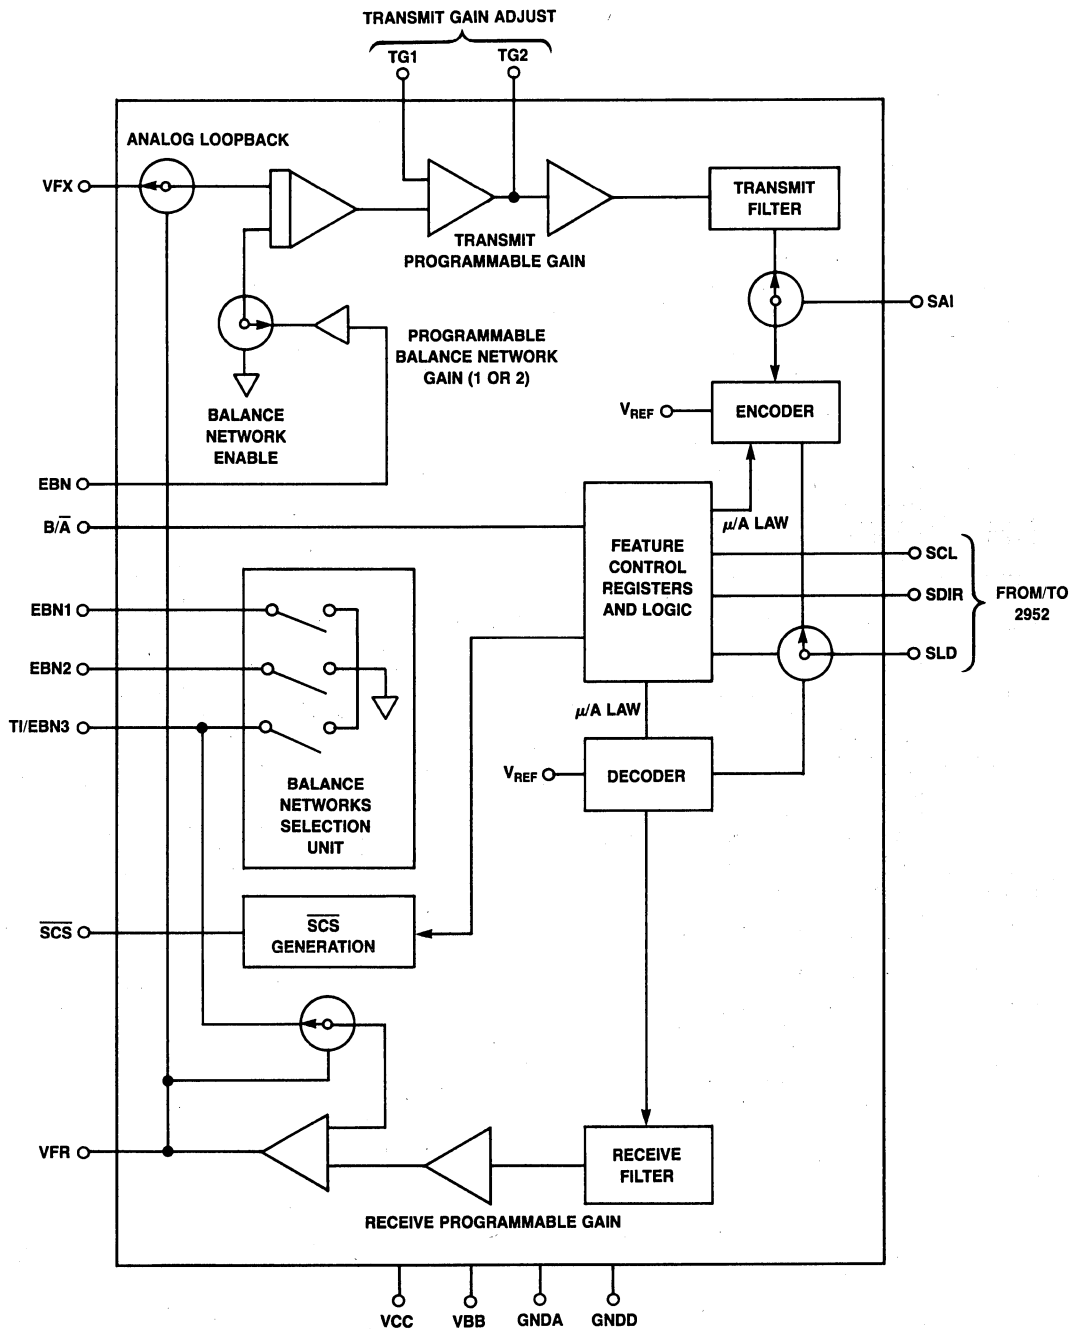 TRANSMIT GAIN ADJUST
TG1
TG2
ANALOG LOOPBACK
VFX
TRANSMIT
FILTER
TRANSMIT
PROGRAMMABLE GAIN
SAI
PROGRAMMABLE
BALANCE NETWORK
GAIN (1 OR 2)
VREF
ENCODER
BALANCE
NETWORK
ENABLE
EBN
B/A̅
μ/A LAW
FEATURE
CONTROL
REGISTERS
AND LOGIC
SCL
SDIR
SLD
FROM/TO
2952
EBN1
EBN2
TI/EBN3
μ/A LAW
VREF
DECODER
BALANCE
NETWORKS
SELECTION
UNIT
S̅C̅S̅
S̅C̅S̅
GENERATION
VFR
RECEIVE
FILTER
RECEIVE PROGRAMMABLE GAIN
VCC
VBB
GNDA
GNDD